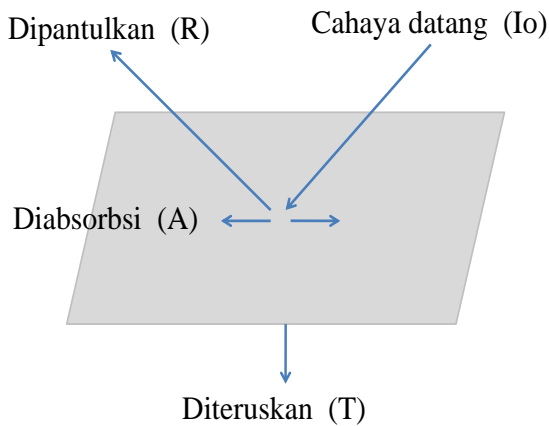 Dipantulkan (R)
Cahaya datang (Io)
Diabsorbsi (A)
Diteruskan (T)